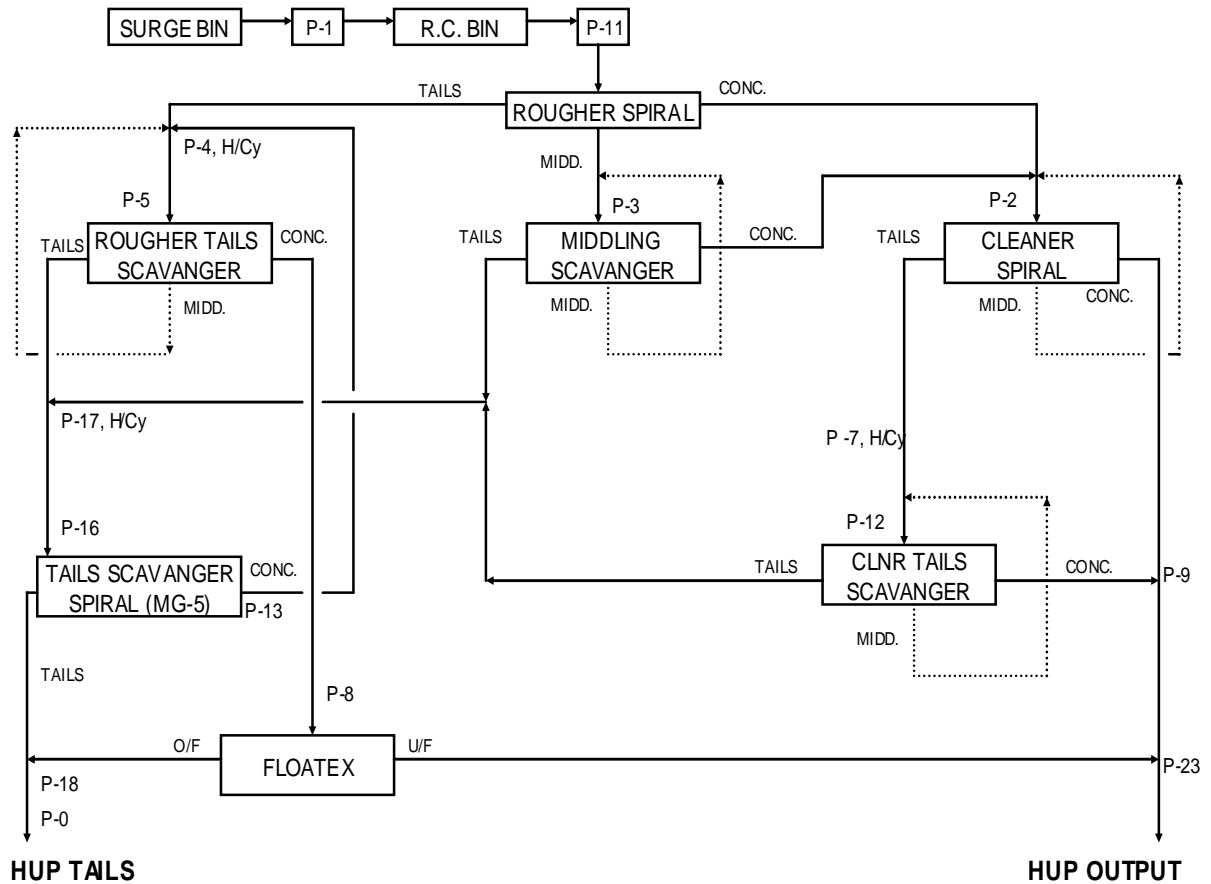 SURGE BIN
P-1
R.C. BIN
P-11
TAILS
CONC.
ROUGHER SPIRAL
P-4, H/Cy
MIDD.
P-5
P-3
P-2
TAILS
ROUGHER TAILS
SCAVANGER
CONC.
MIDD.
TAILS
MIDDLING
SCAVANGER
CONC.
MIDD.
TAILS
CLEANER
SPIRAL
MIDD.
CONC.
P-17, H/Cy
P -7, H/Cy
P-16
P-12
TAILS SCAVANGER
SPIRAL (MG-5)
CONC.
P-13
TAILS
CLNR TAILS
SCAVANGER
CONC.
P-9
MIDD.
TAILS
P-8
O/F
FLOATEX
U/F
P-18
P-23
P-0
HUP TAILS
HUP OUTPUT